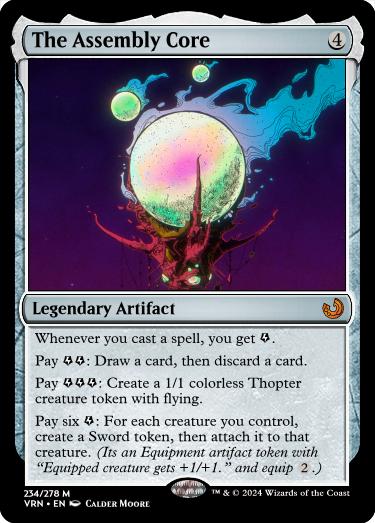 The Assembly Core 4
Legendary Artifact
Whenever you cast a spell, you get .
Pay : Draw a card, then discard a card.
Pay : Create a 1/1 colorless Thopter
creature token with flying.
Pay six : For each creature you control,
create a Sword token, then attach it to that
creature. (Its an Equipment artifact token with
“Equipped creature gets +1/+1.” and equip 2 .)
234/278 M
VRN • EN CALDER MOORE
™ & © 2024 Wizards of the Coast